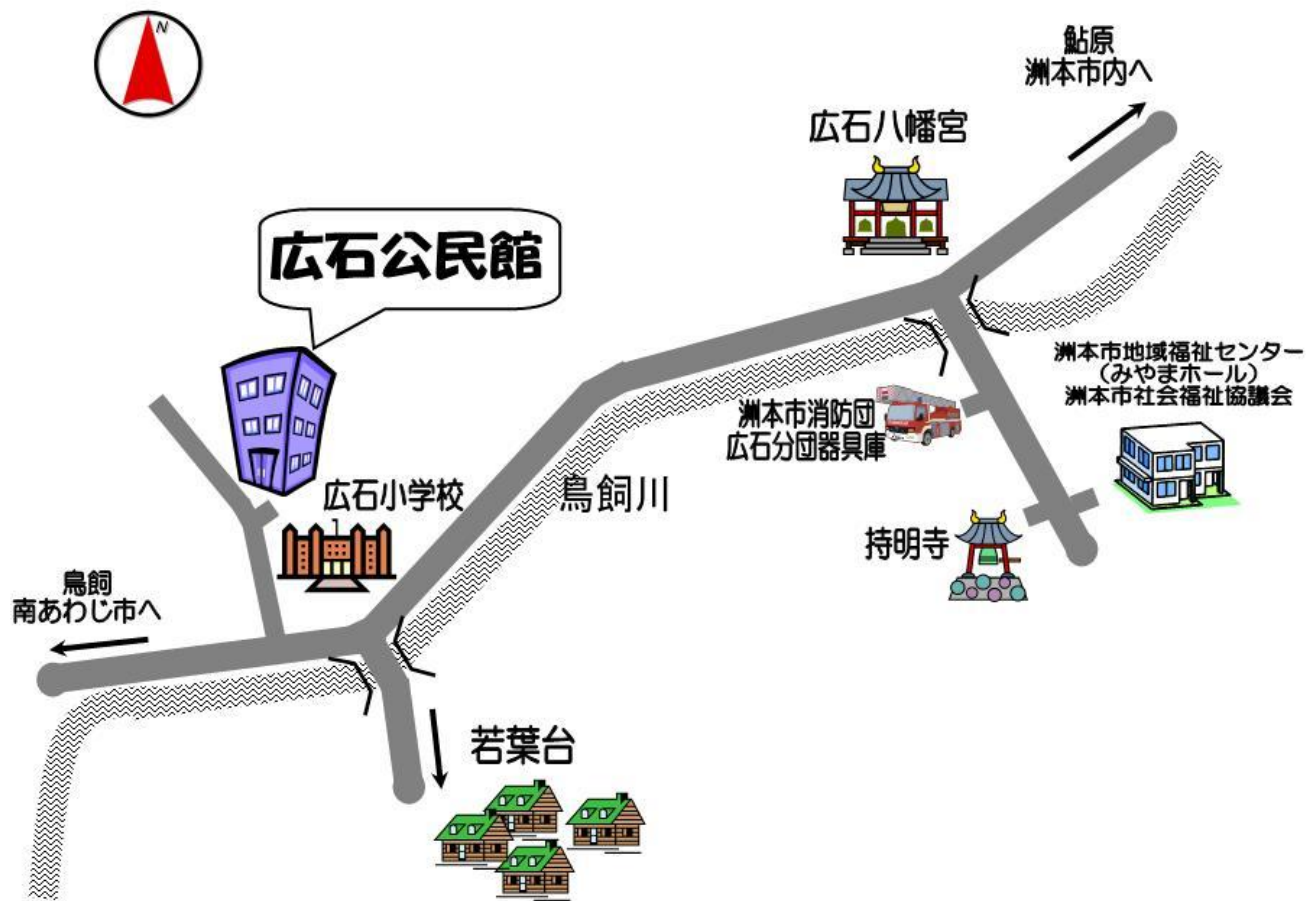 N
鮎原
洲本市内へ
広石八幡宮
広石公民館
洲本市地域福祉センター
（みやまホール）
洲本市社会福祉協議会
洲本市消防団
広石分団器具庫
鳥飼川
広石小学校
持明寺
鳥飼
南あわじ市へ
若葉台